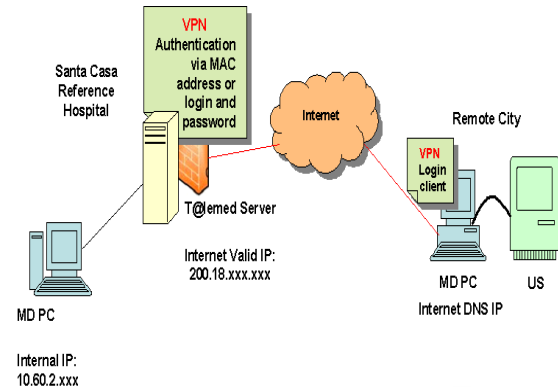 VPN
Authentication
via MAC
address or
login and
password
Santa Casa
Reference
Hospital
Internet
Remote City
VPN
Login
client
T@lemed Server
Internet Valid IP:
200.18.xxx.xxx
MD PC
US
Internet DNS IP
MD PC
Internal IP:
10.60.2.xxx